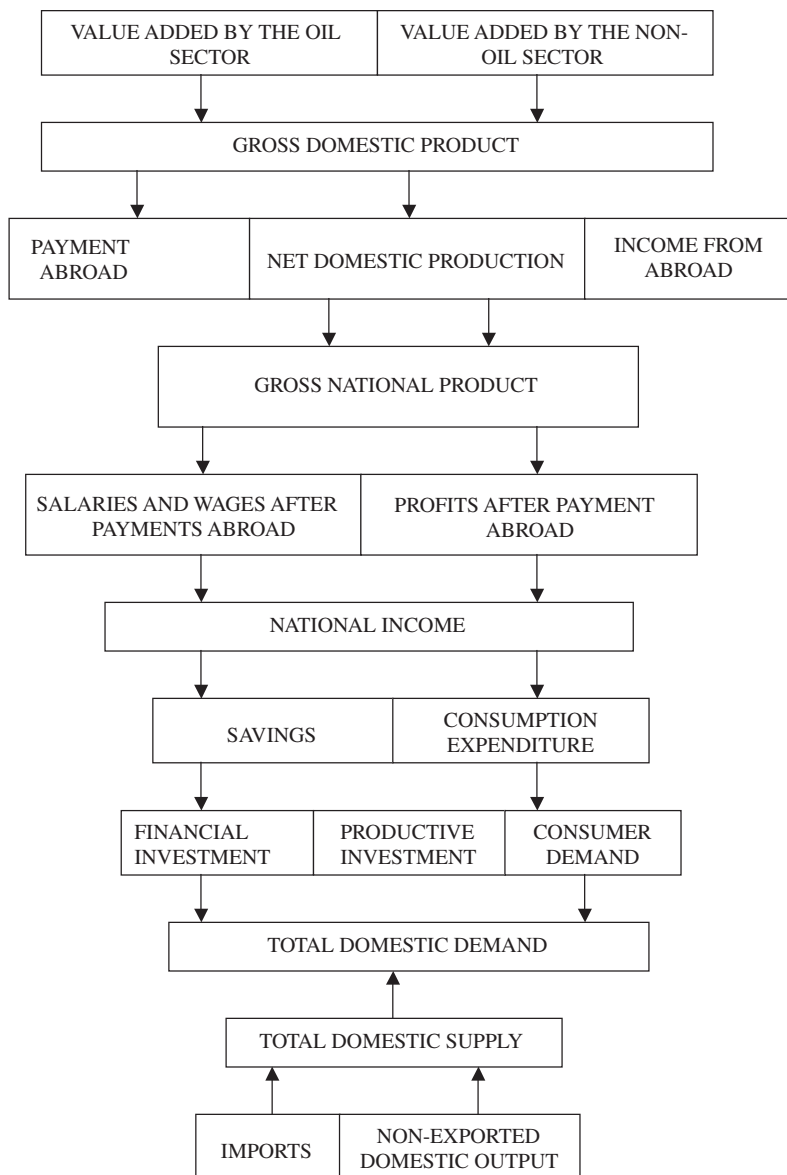 VALUE ADDED BY THE OIL
SECTOR
VALUE ADDED BY THE NON-
OIL SECTOR
GROSS DOMESTIC PRODUCT
PAYMENT
ABROAD
NET DOMESTIC PRODUCTION
INCOME FROM
ABROAD
GROSS NATIONAL PRODUCT
SALARIES AND WAGES AFTER
PAYMENTS ABROAD
PROFITS AFTER PAYMENT
ABROAD
NATIONAL INCOME
SAVINGS
CONSUMPTION
EXPENDITURE
FINANCIAL
INVESTMENT
PRODUCTIVE
INVESTMENT
CONSUMER
DEMAND
TOTAL DOMESTIC DEMAND
TOTAL DOMESTIC SUPPLY
IMPORTS
NON-EXPORTED
DOMESTIC OUTPUT